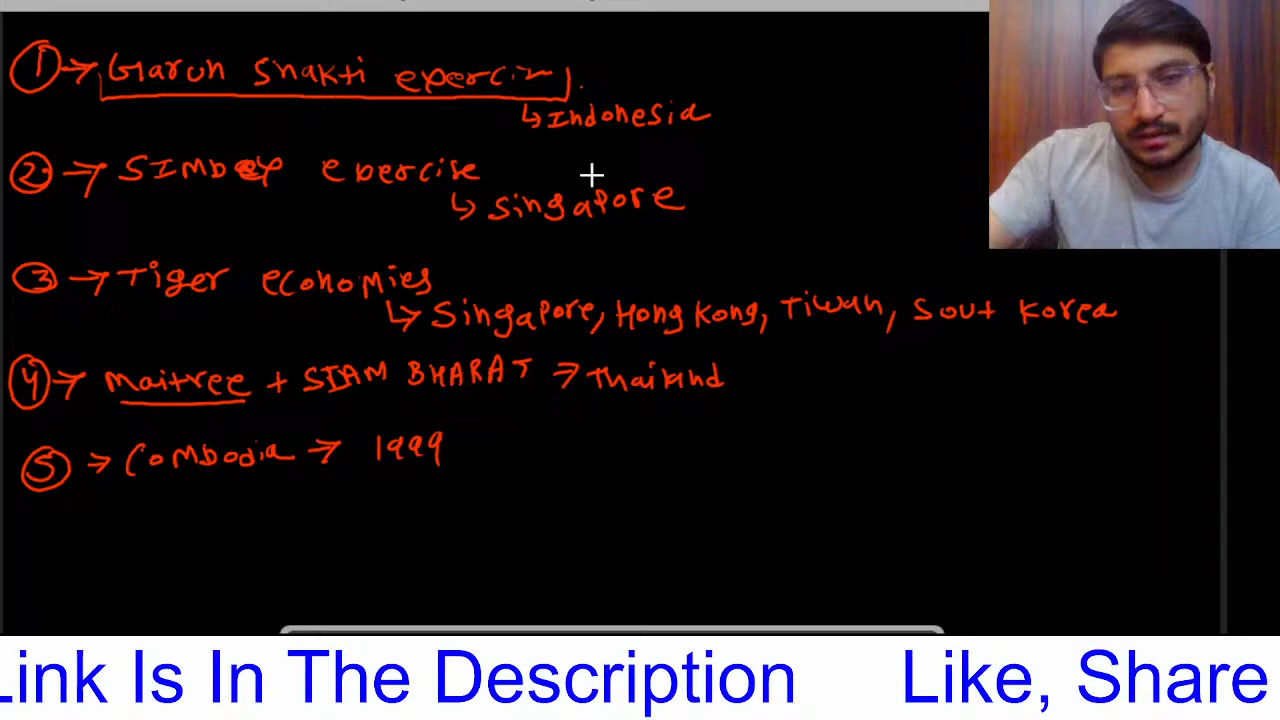 ① → Garun Shakti exercise
↳ Indonesia
② → SIMBEX exercise
↳ Singapore
③ → Tiger economies
↳ Singapore, Hong Kong, Tiwan, Sout Korea
④ → Maitree + SIAM BHARAT → Thailand
⑤ → Combodia → 1999
Link Is In The Description Like, Share